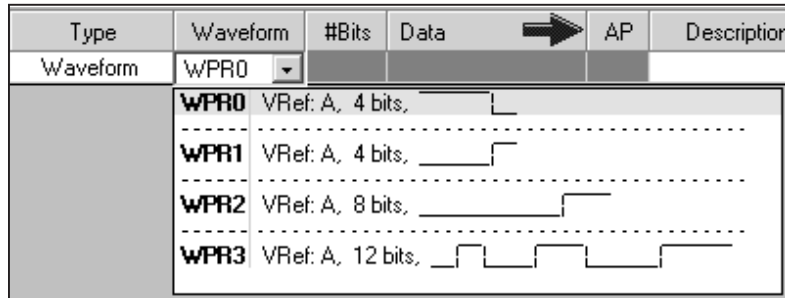 Type Waveform #Bits Data AP Description
Waveform WPR0
WPR0 VRef: A, 4 bits,
WPR1 VRef: A, 4 bits,
WPR2 VRef: A, 8 bits,
WPR3 VRef: A, 12 bits,